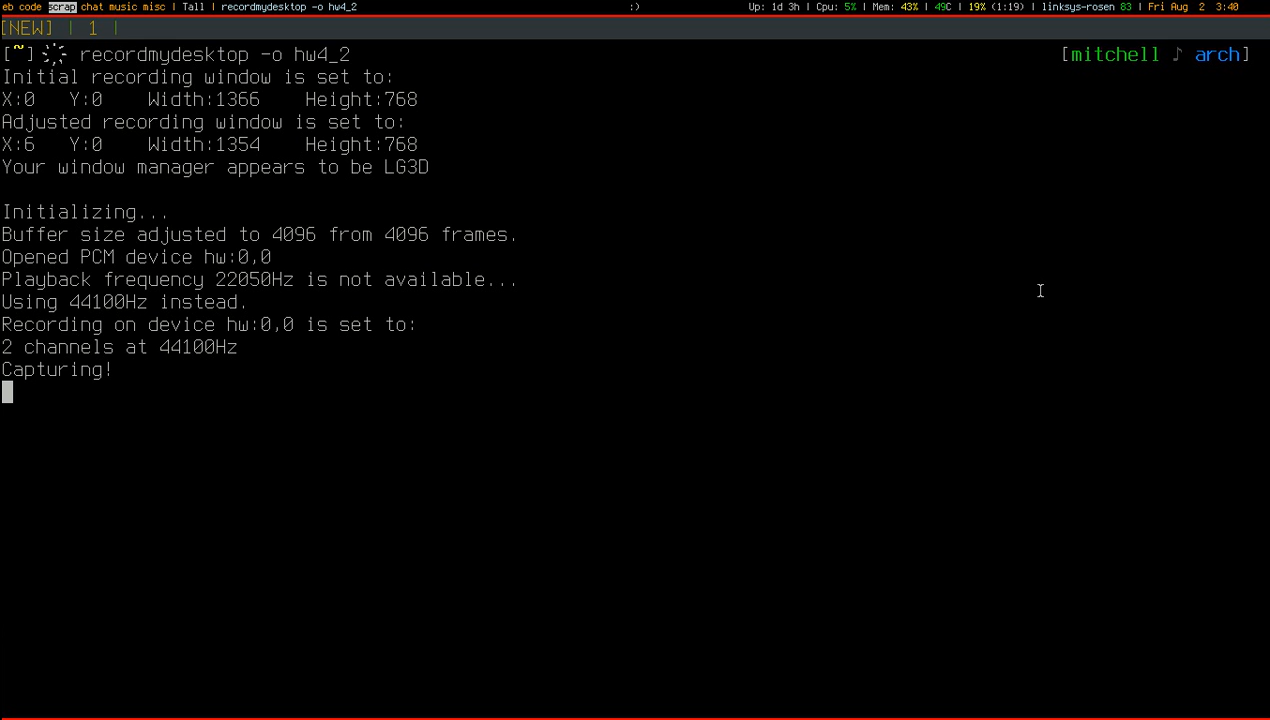 eb code scrap chat music misc | Tall | recordmydesktop -o hw4_2 :) Up: 1d 3h | Cpu: 5% | Mem: 43% | 49C | 19% (1:19) | linksys-rosen 83 | Fri Aug 2 3:40
[NEW] | 1 |
[~] recordmydesktop -o hw4_2 [mitchell ♪ arch]
Initial recording window is set to:
X:0 Y:0 Width:1366 Height:768
Adjusted recording window is set to:
X:6 Y:0 Width:1354 Height:768
Your window manager appears to be LG3D
Initializing...
Buffer size adjusted to 4096 from 4096 frames.
Opened PCM device hw:0,0
Playback frequency 22050Hz is not available...
Using 44100Hz instead.
Recording on device hw:0,0 is set to:
2 channels at 44100Hz
Capturing!